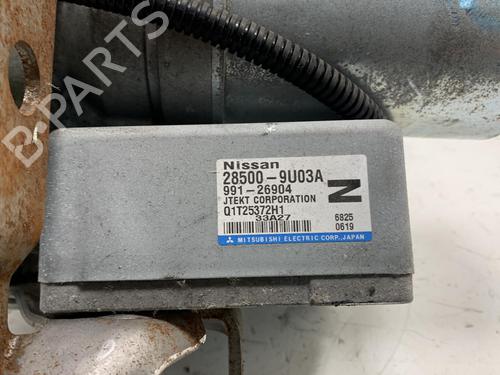 B-PARTS
Nissan
28500-9U03A
991-26904
JTEKT CORPORATION
Q1T25372H1
33A27
N
6825
0619
MITSUBISHI ELECTRIC CORP., JAPAN